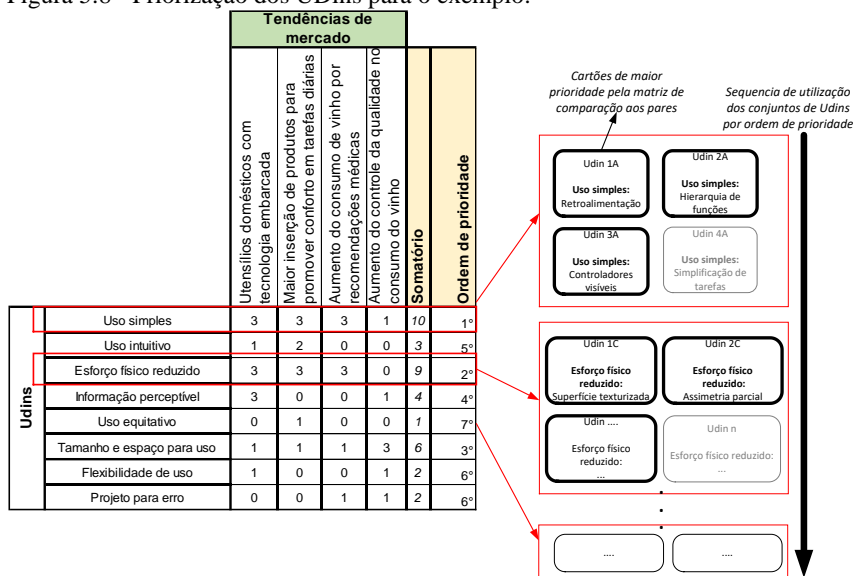 Figura 5.8 - Priorização dos UDins para o exemplo.
Tendências de
mercado
Utensílios domésticos com
tecnologia embarcada
Maior inserção de produtos para
promover conforto em tarefas diárias
Aumento do consumo de vinho por
recomendações médicas
Aumento do controle da qualidade no
consumo do vinho
Somatório
Ordem de prioridade
Udins
Uso simples 3 3 3 1 10 1°
Uso intuitivo 1 2 0 0 3 5°
Esforço físico reduzido 3 3 3 0 9 2°
Informação perceptível 3 0 0 1 4 4°
Uso equitativo 0 1 0 0 1 7°
Tamanho e espaço para uso 1 1 1 3 6 3°
Flexibilidade de uso 1 0 0 1 2 6°
Projeto para erro 0 0 1 1 2 6°
Cartões de maior
prioridade pela matriz de
comparação aos pares
Sequencia de utilização
dos conjuntos de Udins
por ordem de prioridade
Udin 1A
Uso simples:
Retroalimentação
Udin 2A
Uso simples:
Hierarquia de
funções
Udin 3A
Uso simples:
Controladores
visíveis
Udin 4A
Uso simples:
Simplificação de
tarefas
Udin 1C
Esforço físico
reduzido:
Superfície texturizada
Udin 2C
Esforço físico
reduzido:
Assimetria parcial
Udin ....
Esforço físico
reduzido:
...
Udin n
Esforço físico reduzido:
...
....
....